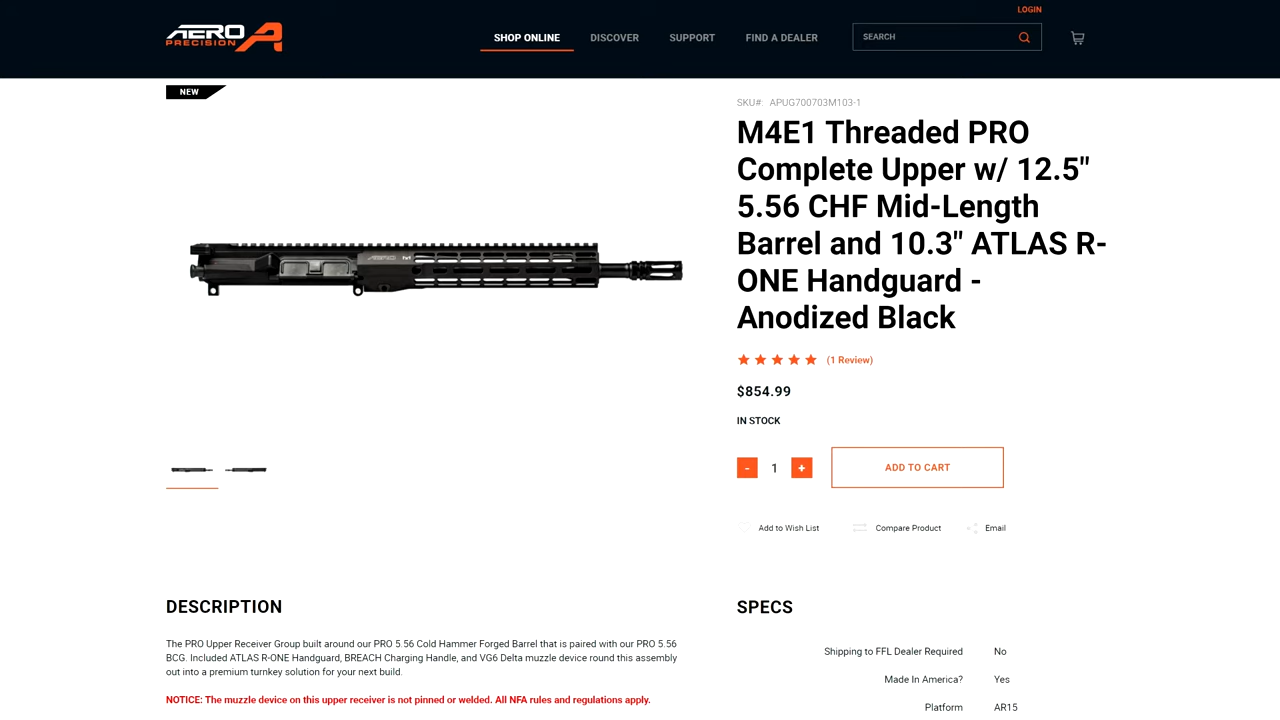 LOGIN
AERO
PRECISION
SHOP ONLINE
DISCOVER
SUPPORT
FIND A DEALER
SEARCH
NEW
SKU#: APUG700703M103-1
M4E1 Threaded PRO
Complete Upper w/ 12.5"
5.56 CHF Mid-Length
Barrel and 10.3" ATLAS R-
ONE Handguard -
Anodized Black
(1 Review)
$854.99
IN STOCK
- 1 +
ADD TO CART
Add to Wish List
Compare Product
Email
AERO
DESCRIPTION
The PRO Upper Receiver Group built around our PRO 5.56 Cold Hammer Forged Barrel that is paired with our PRO 5.56
BCG. Included ATLAS R-ONE Handguard, BREACH Charging Handle, and VG6 Delta muzzle device round this assembly
out into a premium turnkey solution for your next build.
NOTICE: The muzzle device on this upper receiver is not pinned or welded. All NFA rules and regulations apply.
SPECS
Shipping to FFL Dealer Required No
Made In America? Yes
Platform AR15